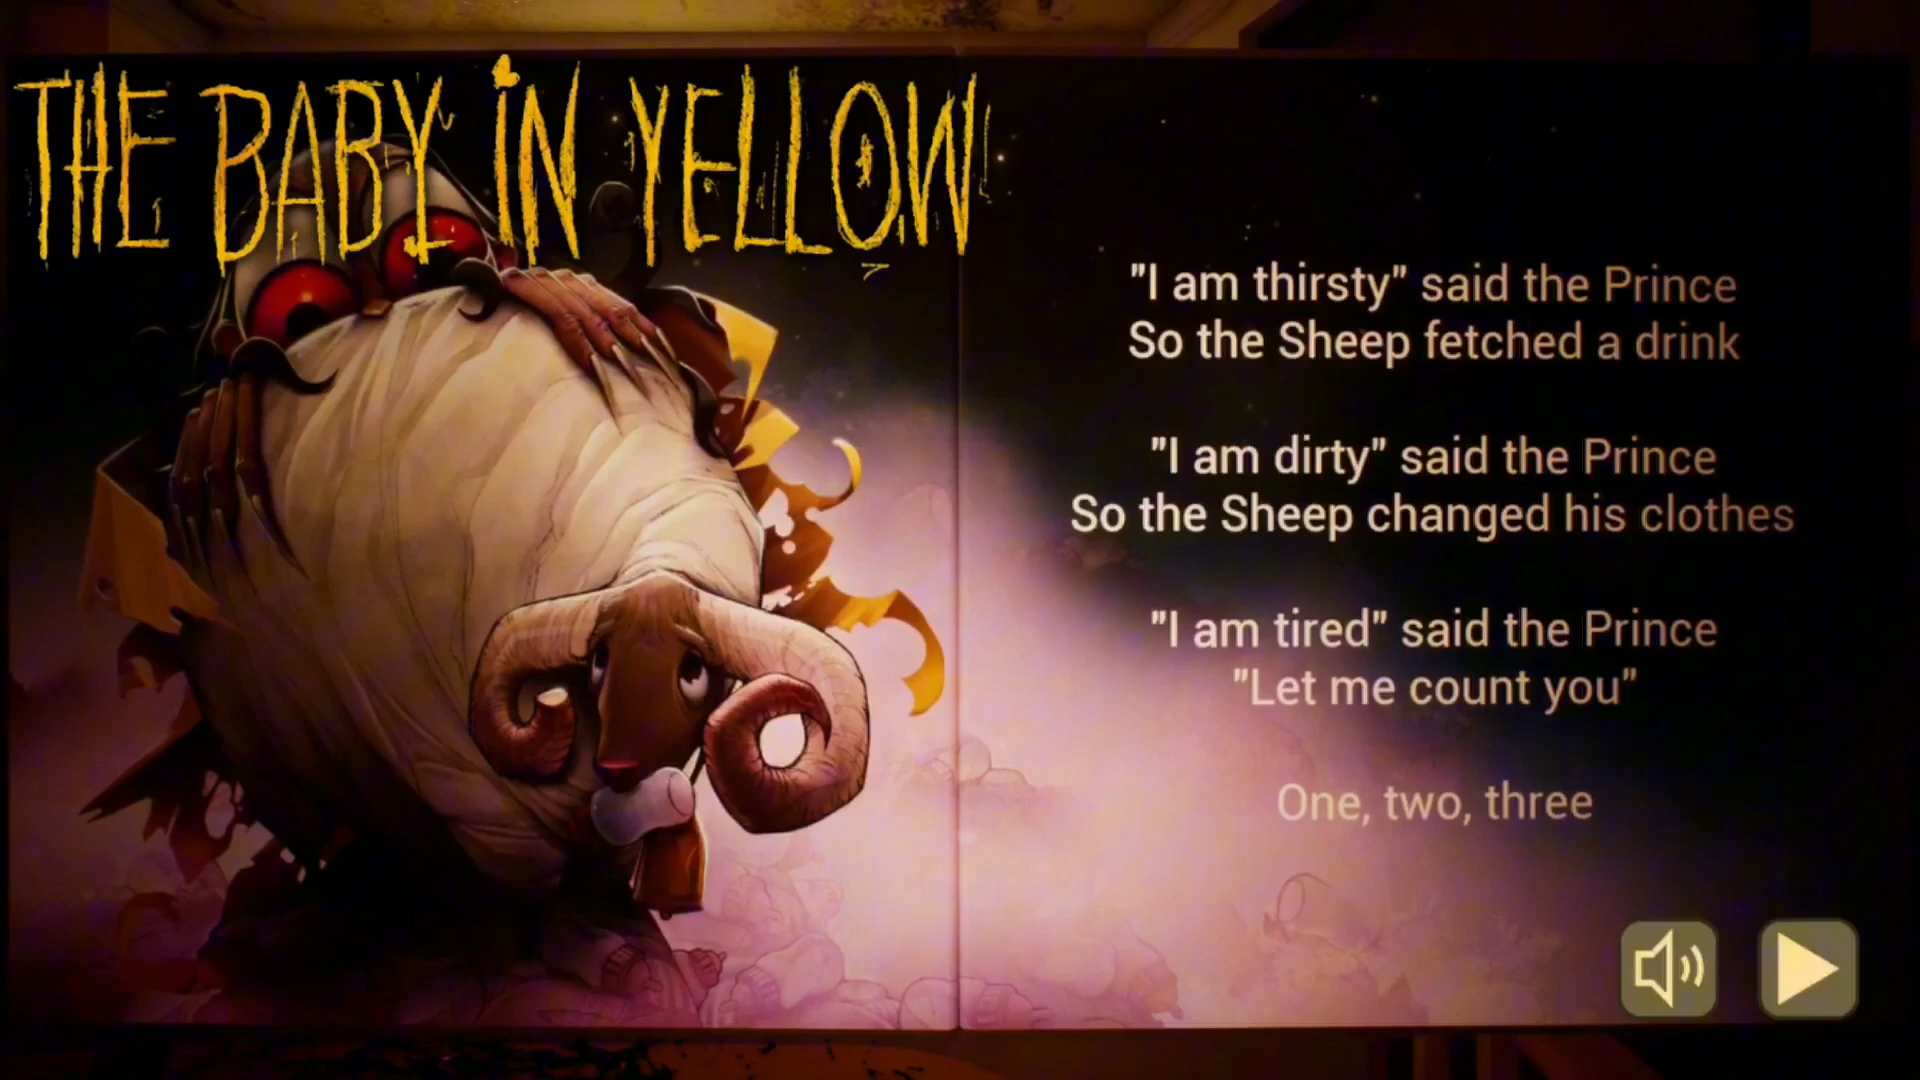 THE BABY IN YELLOW
"I am thirsty" said the Prince
So the Sheep fetched a drink
"I am dirty" said the Prince
So the Sheep changed his clothes
"I am tired" said the Prince
"Let me count you"
One, two, three